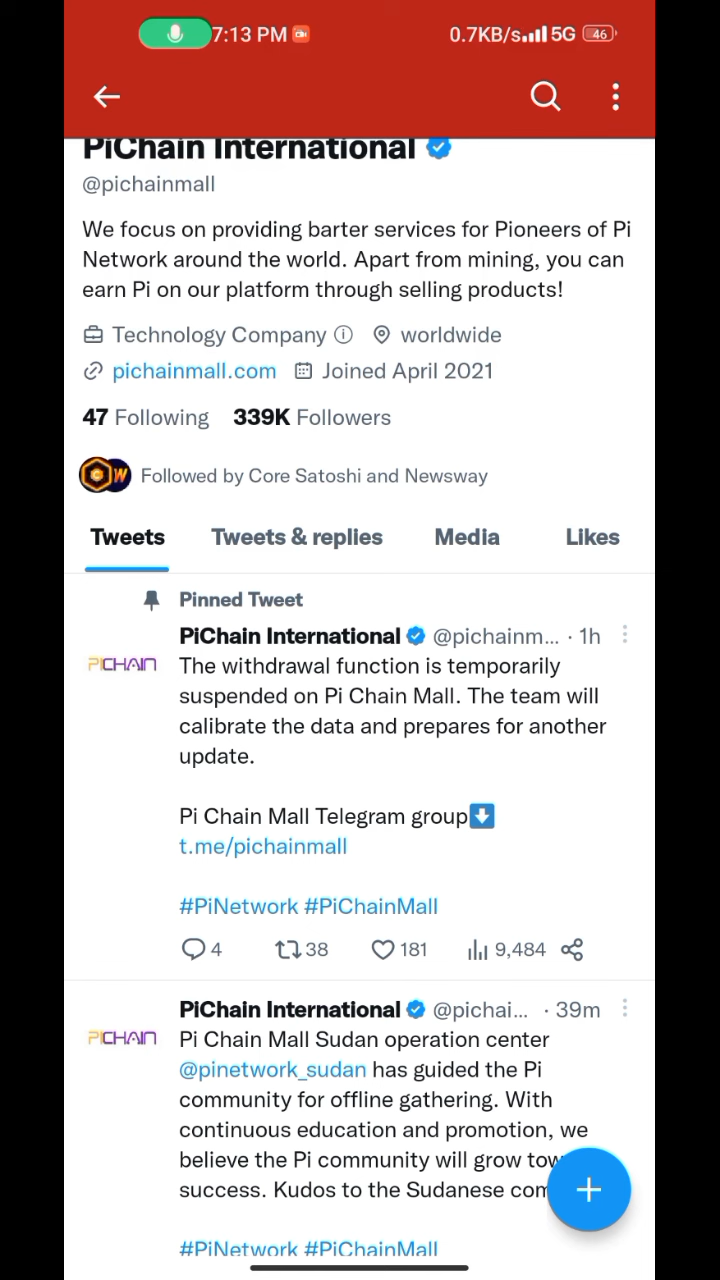 7:13 PM 0.7KB/s 5G 46
PiChain International
@pichainmall
We focus on providing barter services for Pioneers of Pi
Network around the world. Apart from mining, you can
earn Pi on our platform through selling products!
Technology Company worldwide
pichainmall.com Joined April 2021
47 Following 339K Followers
Followed by Core Satoshi and Newsway
Tweets Tweets & replies Media Likes
Pinned Tweet
PiChain International @pichainm... · 1h
PICHAIN
The withdrawal function is temporarily
suspended on Pi Chain Mall. The team will
calibrate the data and prepares for another
update.
Pi Chain Mall Telegram group⬇️
t.me/pichainmall
#PiNetwork #PiChainMall
4 38 181 9,484
PiChain International @pichai... · 39m
PICHAIN
Pi Chain Mall Sudan operation center
@pinetwork_sudan has guided the Pi
community for offline gathering. With
continuous education and promotion, we
believe the Pi community will grow
success. Kudos to the Sudanese
#PiNetwork #PiChainMall